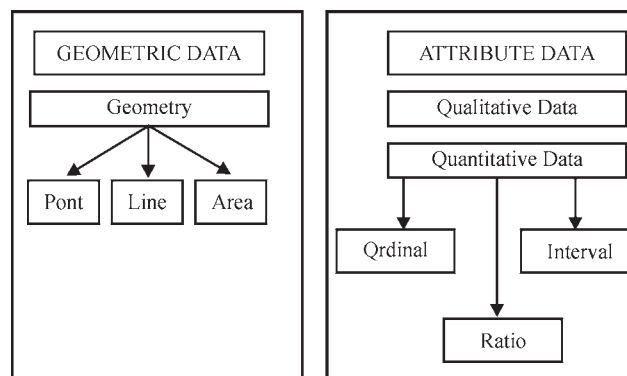 GEOMETRIC DATA
Geometry
Pont
Line
Area
ATTRIBUTE DATA
Qualitative Data
Quantitative Data
Qrdinal
Interval
Ratio